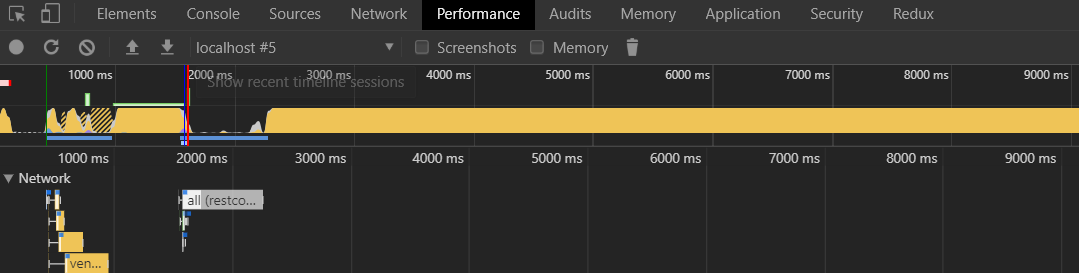 Elements Console Sources Network Performance Audits Memory Application Security Redux
localhost #5 ▼ Screenshots Memory
1000 ms 2000 ms 3000 ms 4000 ms 5000 ms 6000 ms 7000 ms 8000 ms 9000 ms
Show recent timeline sessions
1000 ms 2000 ms 3000 ms 4000 ms 5000 ms 6000 ms 7000 ms 8000 ms 9000 ms
▼ Network
all (restco...
ven...